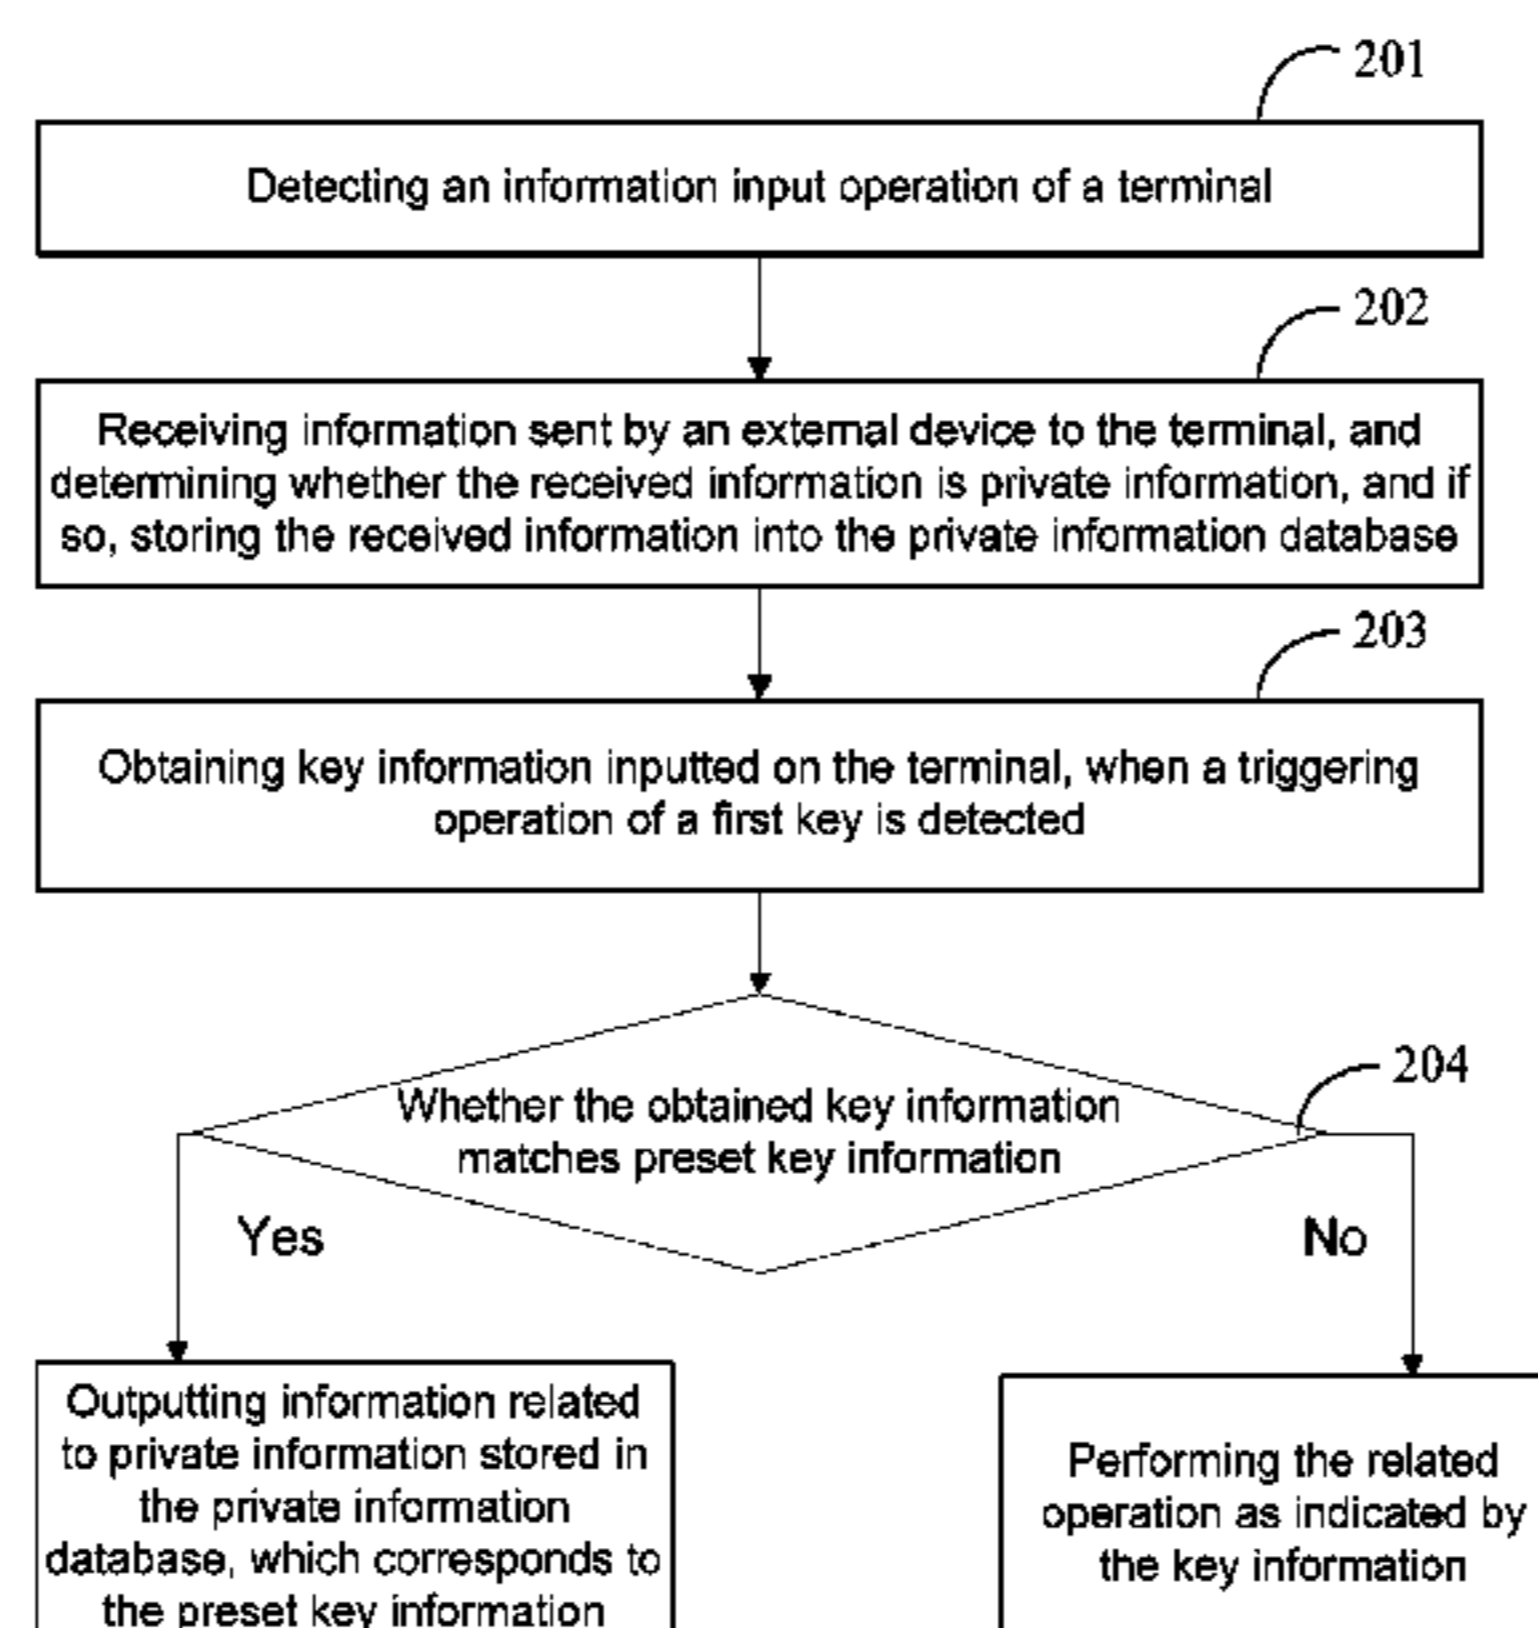 201
Detecting an information input operation of a terminal
202
Receiving information sent by an external device to the terminal, and
determining whether the received information is private information, and if
so, storing the received information into the private information database
203
Obtaining key information inputted on the terminal, when a triggering
operation of a first key is detected
204
Whether the obtained key information
matches preset key information
Yes
No
Outputting information related
to private information stored in
the private information
database, which corresponds to
the preset key information
Performing the related
operation as indicated by
the key information